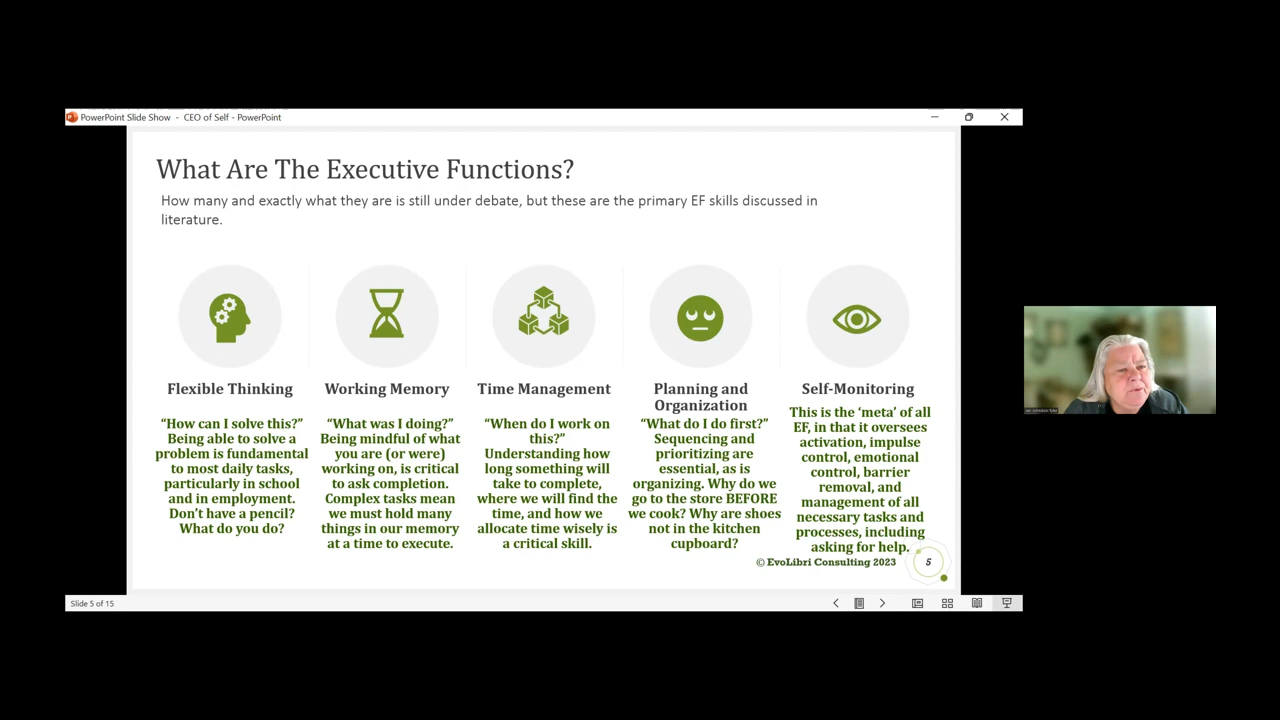 PowerPoint Slide Show - CEO of Self - PowerPoint
What Are The Executive Functions?
How many and exactly what they are is still under debate, but these are the primary EF skills discussed in
literature.
Flexible Thinking
“How can I solve this?”
Being able to solve a
problem is fundamental
to most daily tasks,
particularly in school
and in employment.
Don’t have a pencil?
What do you do?
Working Memory
“What was I doing?”
Being mindful of what
you are (or were)
working on, is critical
to ask completion.
Complex tasks mean
we must hold many
things in our memory
at a time to execute.
Time Management
“When do I work on
this?”
Understanding how
long something will
take to complete,
where we will find the
time, and how we
allocate time wisely is
a critical skill.
Planning and
Organization
“What do I do first?”
Sequencing and
prioritizing are
essential, as is
organizing. Why do we
go to the store BEFORE
we cook? Why are shoes
not in the kitchen
cupboard?
Self-Monitoring
This is the ‘meta’ of all
EF, in that it oversees
activation, impulse
control, emotional
control, barrier
removal, and
management of all
necessary tasks and
processes, including
asking for help.
© EvoLibri Consulting 2023
5
Slide 5 of 15